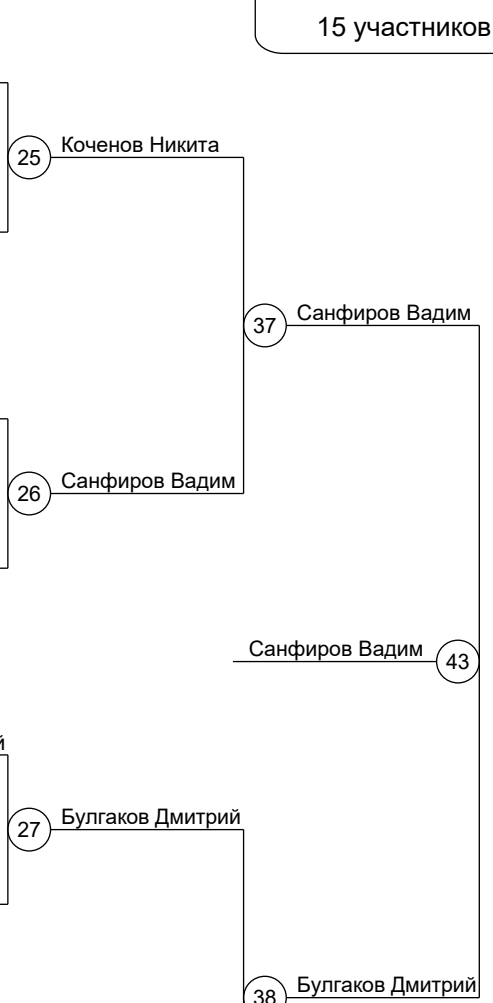 15 участников
Коченов Никита
25
Санфиров Вадим
37
Санфиров Вадим
26
Санфиров Вадим
43
й
Булгаков Дмитрий
27
Булгаков Дмитрий
38